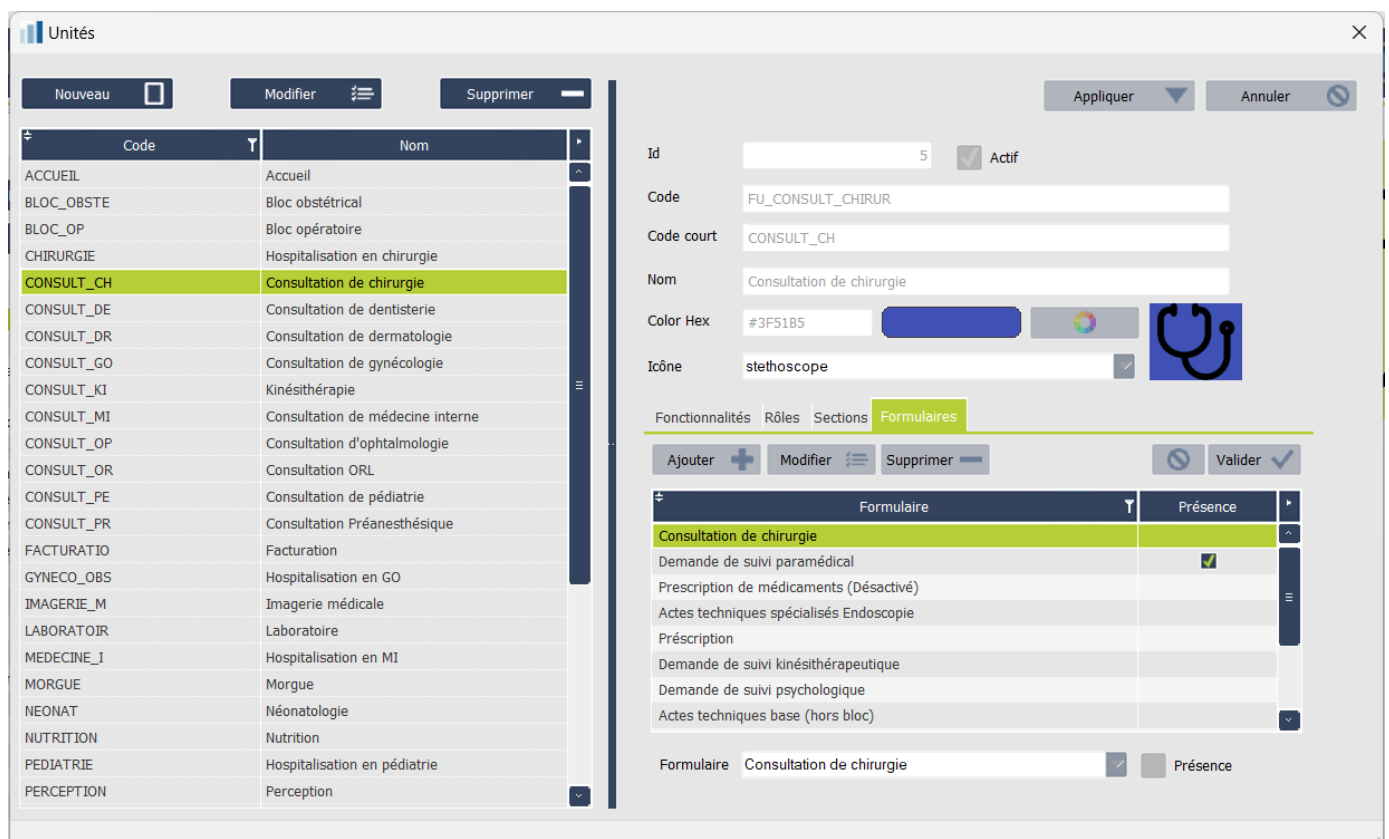 Unités
Nouveau Modifier Supprimer
Appliquer Annuler
Code Nom
ACCUEIL Accueil
BLOC_OBSTE Bloc obstétrical
BLOC_OP Bloc opératoire
CHIRURGIE Hospitalisation en chirurgie
CONSULT_CH Consultation de chirurgie
CONSULT_DE Consultation de dentisterie
CONSULT_DR Consultation de dermatologie
CONSULT_GO Consultation de gynécologie
CONSULT_KI Kinésithérapie
CONSULT_MI Consultation de médecine interne
CONSULT_OP Consultation d'ophtalmologie
CONSULT_OR Consultation ORL
CONSULT_PE Consultation de pédiatrie
CONSULT_PR Consultation Préanesthésique
FACTURATIO Facturation
GYNECO_OBS Hospitalisation en GO
IMAGERIE_M Imagerie médicale
LABORATOIR Laboratoire
MEDECINE_I Hospitalisation en MI
MORGUE Morgue
NEONAT Néonatologie
NUTRITION Nutrition
PEDIATRIE Hospitalisation en pédiatrie
PERCEPTION Perception
Id 5 Actif
Code FU_CONSULT_CHIRUR
Code court CONSULT_CH
Nom Consultation de chirurgie
Color Hex #3F51B5
Icône stethoscope
Fonctionnalités Rôles Sections Formulaires
Ajouter Modifier Supprimer Valider
Formulaire Présence
Consultation de chirurgie
Demande de suivi paramédical
Prescription de médicaments (Désactivé)
Actes techniques spécialisés Endoscopie
Préscription
Demande de suivi kinésithérapeutique
Demande de suivi psychologique
Actes techniques base (hors bloc)
Formulaire Consultation de chirurgie Présence